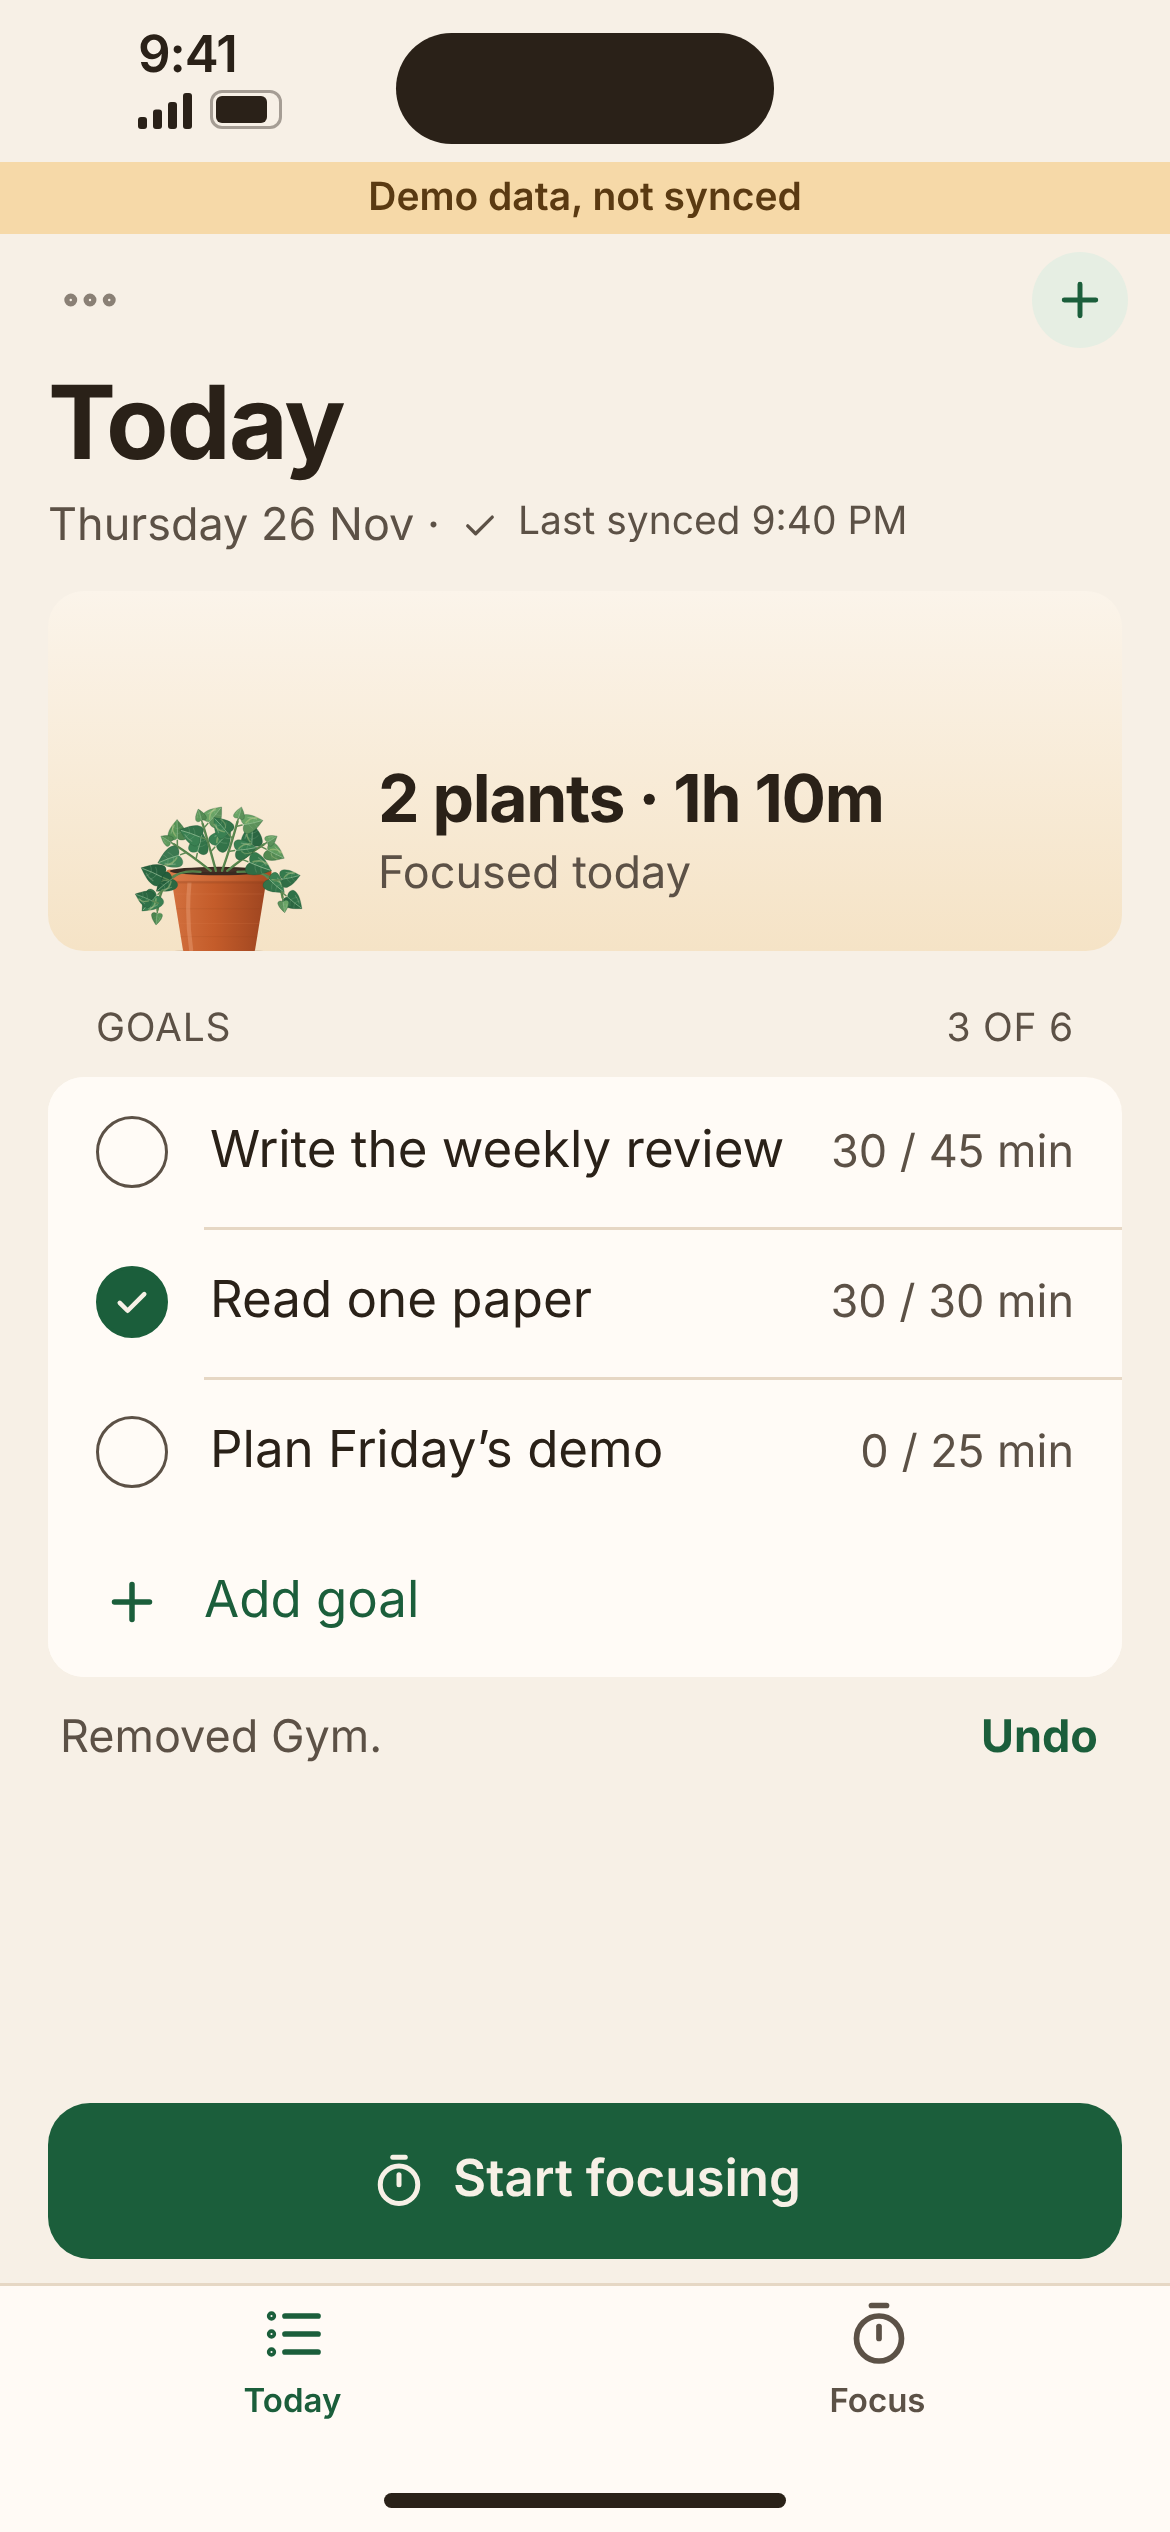 9:41
Demo data, not synced
Today
Thursday 26 Nov · Last synced 9:40 PM
2 plants · 1h 10m
Focused today
GOALS 3 OF 6
Write the weekly review 30 / 45 min
Read one paper 30 / 30 min
Plan Friday’s demo 0 / 25 min
Add goal
Removed Gym. Undo
Start focusing
Today Focus